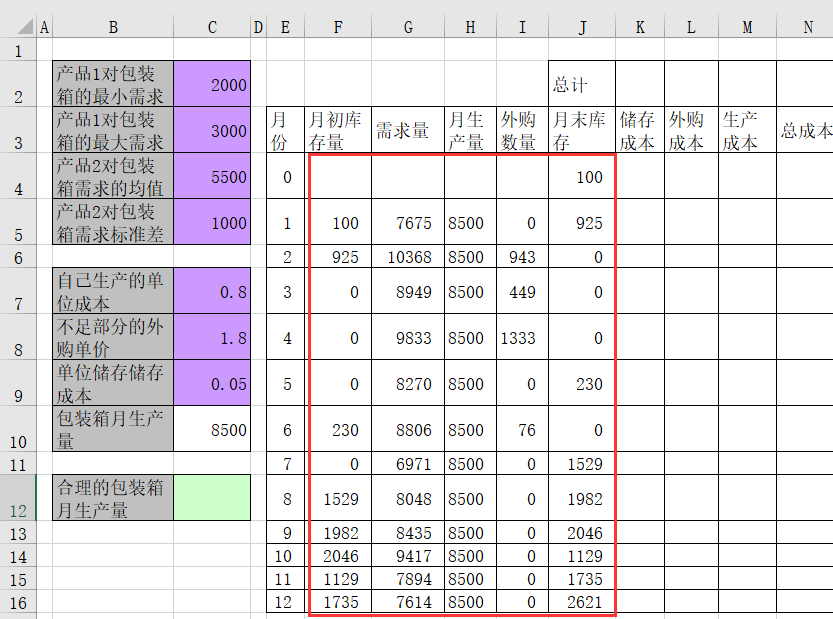 A B C D E F G H I J K L M N
1
2 产品1对包装 2000 总计
箱的最小需求
3 产品1对包装 3000 月 月初库 需求量 月生 外购 月末库 储存 外购 生产 总成本
箱的最大需求 份 存量 产量 数量 存 成本 成本 成本
4 产品2对包装 5500 0 100
箱需求的均值
5 产品2对包装 1000 1 100 7675 8500 0 925
箱需求标准差
6 2 925 10368 8500 943 0
7 自己生产的单 0.8 3 0 8949 8500 449 0
位成本
8 不足部分的外 1.8 4 0 9833 8500 1333 0
购单价
9 单位储存储存 0.05 5 0 8270 8500 0 230
成本
10 包装箱月生产 8500 6 230 8806 8500 76 0
量
11 7 0 6971 8500 0 1529
12 合理的包装箱 8 1529 8048 8500 0 1982
月生产量
13 9 1982 8435 8500 0 2046
14 10 2046 9417 8500 0 1129
15 11 1129 7894 8500 0 1735
16 12 1735 7614 8500 0 2621